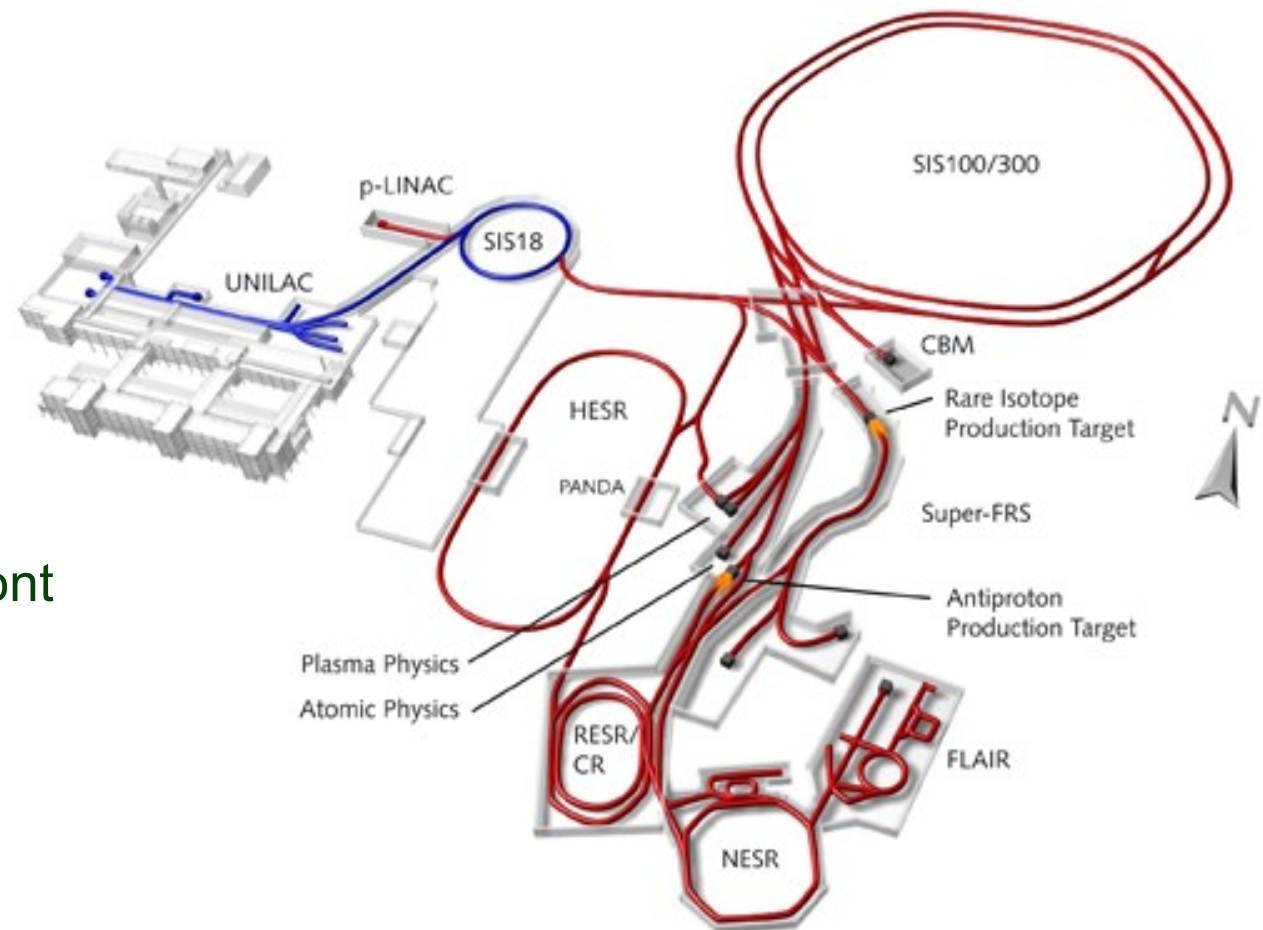 SIS100/300
p-LINAC
SIS18
UNILAC
CBM
Rare Isotope
Production Target
HESR
N
PANDA
Super-FRS
ont
Antiproton
Production Target
Plasma Physics
Atomic Physics
RESR/
CR
FLAIR
NESR